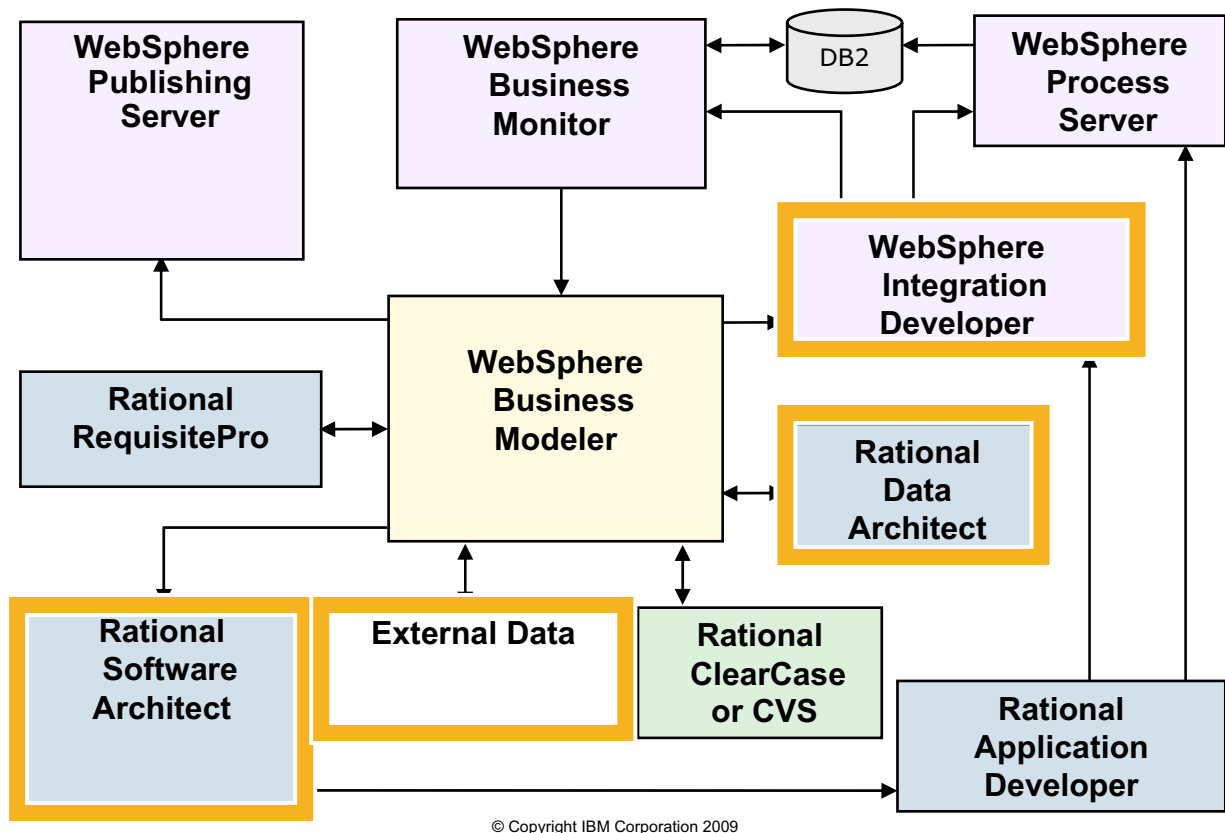 WebSphere
Publishing
Server
WebSphere
Business
Monitor
DB2
WebSphere
Process
Server
WebSphere
Integration
Developer
WebSphere
Business
Modeler
Rational
RequisitePro
Rational
Data
Architect
Rational
Software
Architect
External Data
Rational
ClearCase
or CVS
Rational
Application
Developer
© Copyright IBM Corporation 2009